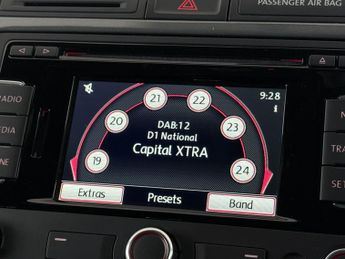 PASSENGER AIR BAG
RADIO
MEDIA
9:28
21
22
20
23
19
24
DAB:12
D1 National
Capital XTRA
Extras
Presets
Band